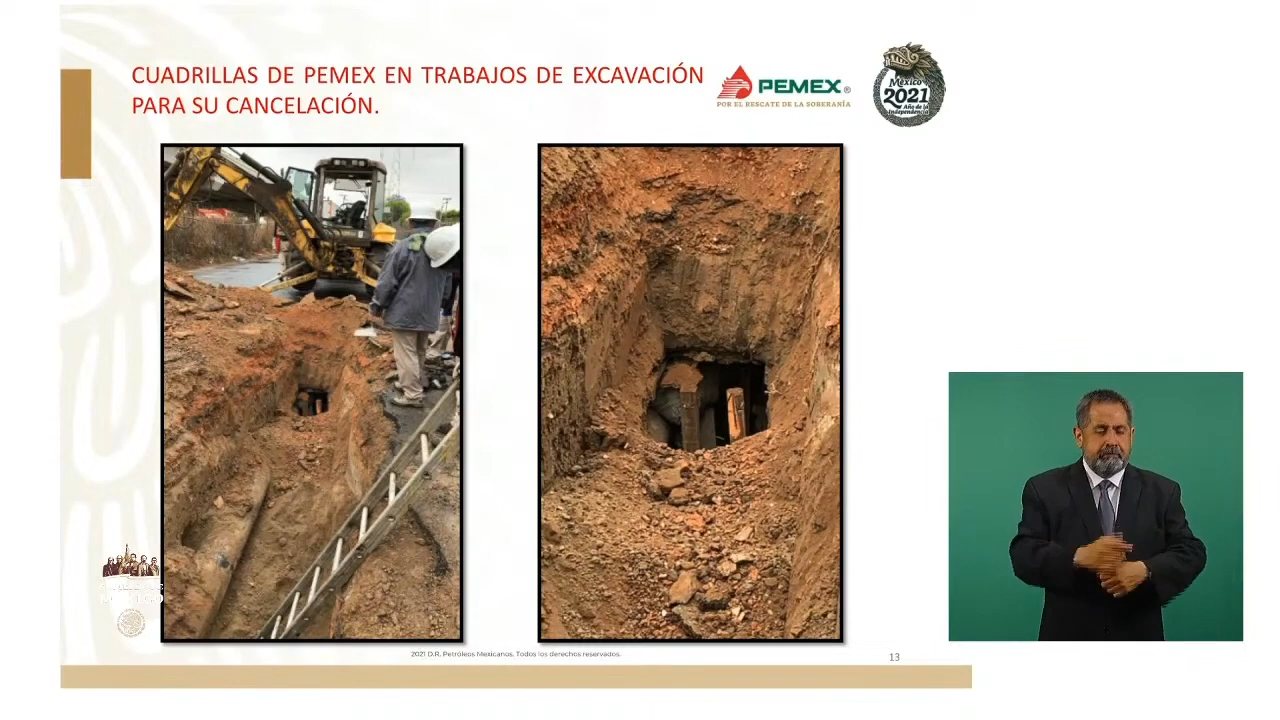 CUADRILLAS DE PEMEX EN TRABAJOS DE EXCAVACIÓN
PARA SU CANCELACIÓN.
PEMEX®
POR EL RESCATE DE LA SOBERANÍA
México
2021
Año de la
Independencia
2021 D.R. Petróleos Mexicanos. Todos los derechos reservados.
13